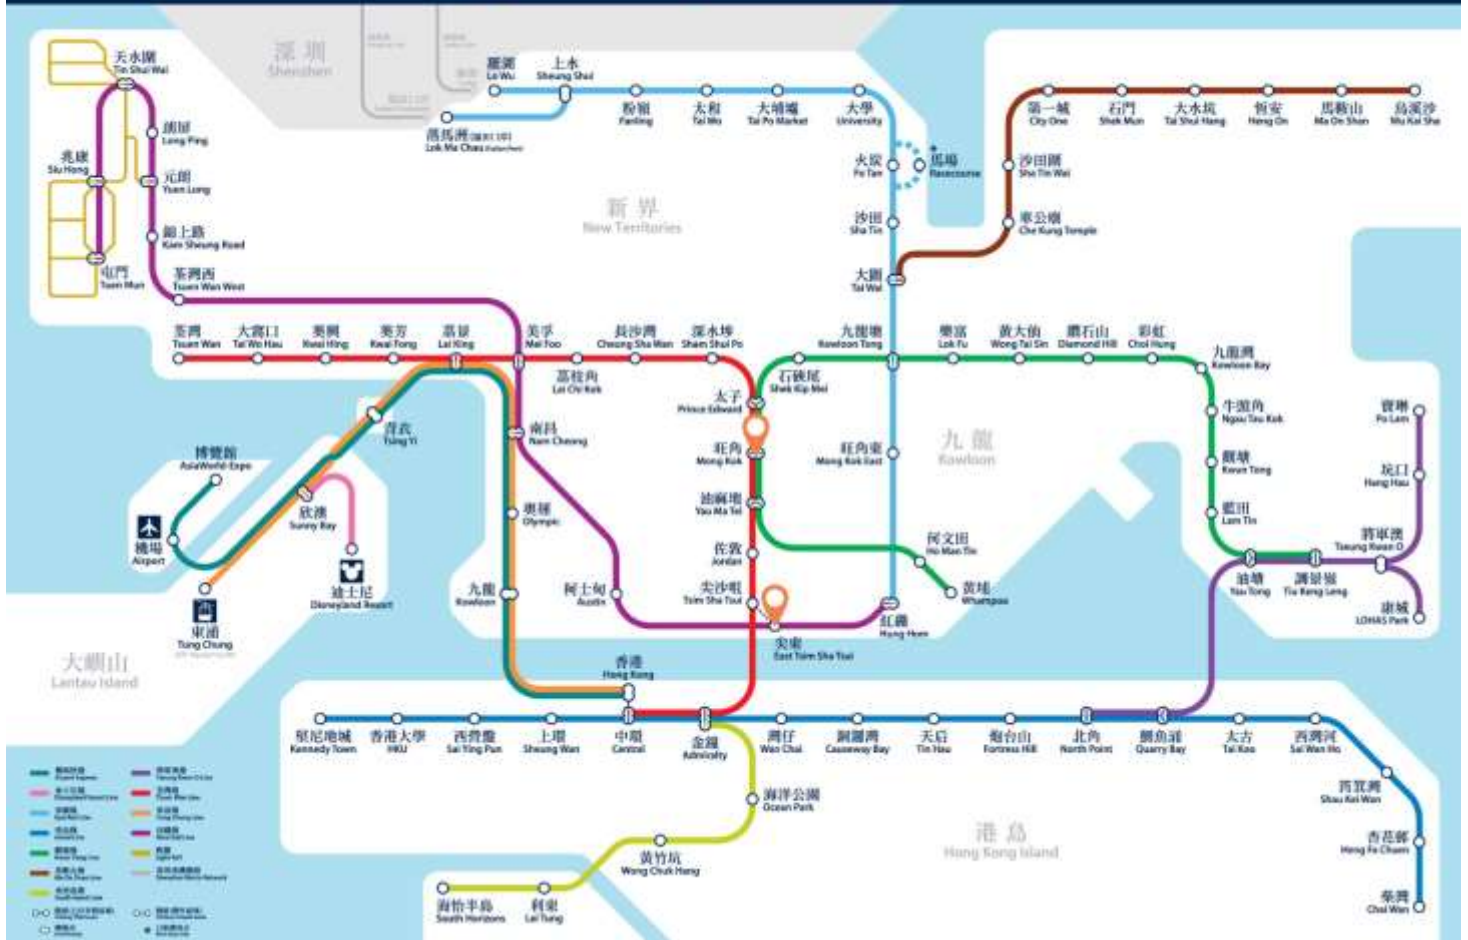 深圳
Shenzhen
天水圍
Tin Shui Wai
朗屏
Long Ping
兆康
Siu Hong
元朗
Yuen Long
錦上路
Kam Sheung Road
屯門
Tuen Mun
荃灣西
Tsuen Wan West
羅湖
Lo Wu
上水
Sheung Shui
落馬洲
Lok Ma Chau
粉嶺
Fanling
太和
Tai Wo
大埔墟
Tai Po Market
大學
University
火炭
Fo Tan
馬場
Racecourse
沙田
Sha Tin
大圍
Tai Wai
新界
New Territories
第一城
City One
石門
Shek Mun
大水坑
Tai Shui Hang
恆安
Heng On
馬鞍山
Ma On Shan
烏溪沙
Wu Kai Sha
沙田圍
Sha Tin Wai
車公廟
Che Kung Temple
荃灣
Tsuen Wan
大窩口
Tai Wo Hau
葵興
Kwai Hing
葵芳
Kwai Fong
荔景
Lai King
美孚
Mei Foo
荔枝角
Lai Chi Kok
長沙灣
Cheung Sha Wan
深水埗
Sham Shui Po
石硤尾
Shek Kip Mei
九龍塘
Kowloon Tong
樂富
Lok Fu
黃大仙
Wong Tai Sin
鑽石山
Diamond Hill
彩虹
Choi Hung
九龍灣
Kowloon Bay
牛頭角
Ngau Tau Kok
觀塘
Kwun Tong
藍田
Lam Tin
寶琳
Po Lam
坑口
Hang Hau
將軍澳
Tseung Kwan O
油塘
Yau Tong
調景嶺
Tiu Keng Leng
康城
LOHAS Park
太子
Prince Edward
旺角
Mong Kok
油麻地
Yau Ma Tei
佐敦
Jordan
尖沙咀
Tsim Sha Tsui
旺角東
Mong Kok East
九龍
Kowloon
何文田
Ho Man Tin
黃埔
Whampoa
紅磡
Hung Hom
尖東
East Tsim Sha Tsui
柯士甸
Austin
南昌
Nam Cheong
奧運
Olympic
九龍
Kowloon
青衣
Tsing Yi
博覽館
AsiaWorld-Expo
機場
Airport
欣澳
Sunny Bay
迪士尼
Disneyland Resort
東涌
Tung Chung
大嶼山
Lantau Island
香港
Hong Kong
堅尼地城
Kennedy Town
香港大學
HKU
西營盤
Sai Ying Pun
上環
Sheung Wan
中環
Central
金鐘
Admiralty
灣仔
Wan Chai
銅鑼灣
Causeway Bay
天后
Tin Hau
炮台山
Fortress Hill
北角
North Point
鰂魚涌
Quarry Bay
太古
Tai Koo
西灣河
Sai Wan Ho
筲箕灣
Shau Kei Wan
杏花邨
Heng Fa Chuen
柴灣
Chai Wan
海洋公園
Ocean Park
黃竹坑
Wong Chuk Hang
利東
Lei Tung
海怡半島
South Horizons
港島
Hong Kong Island